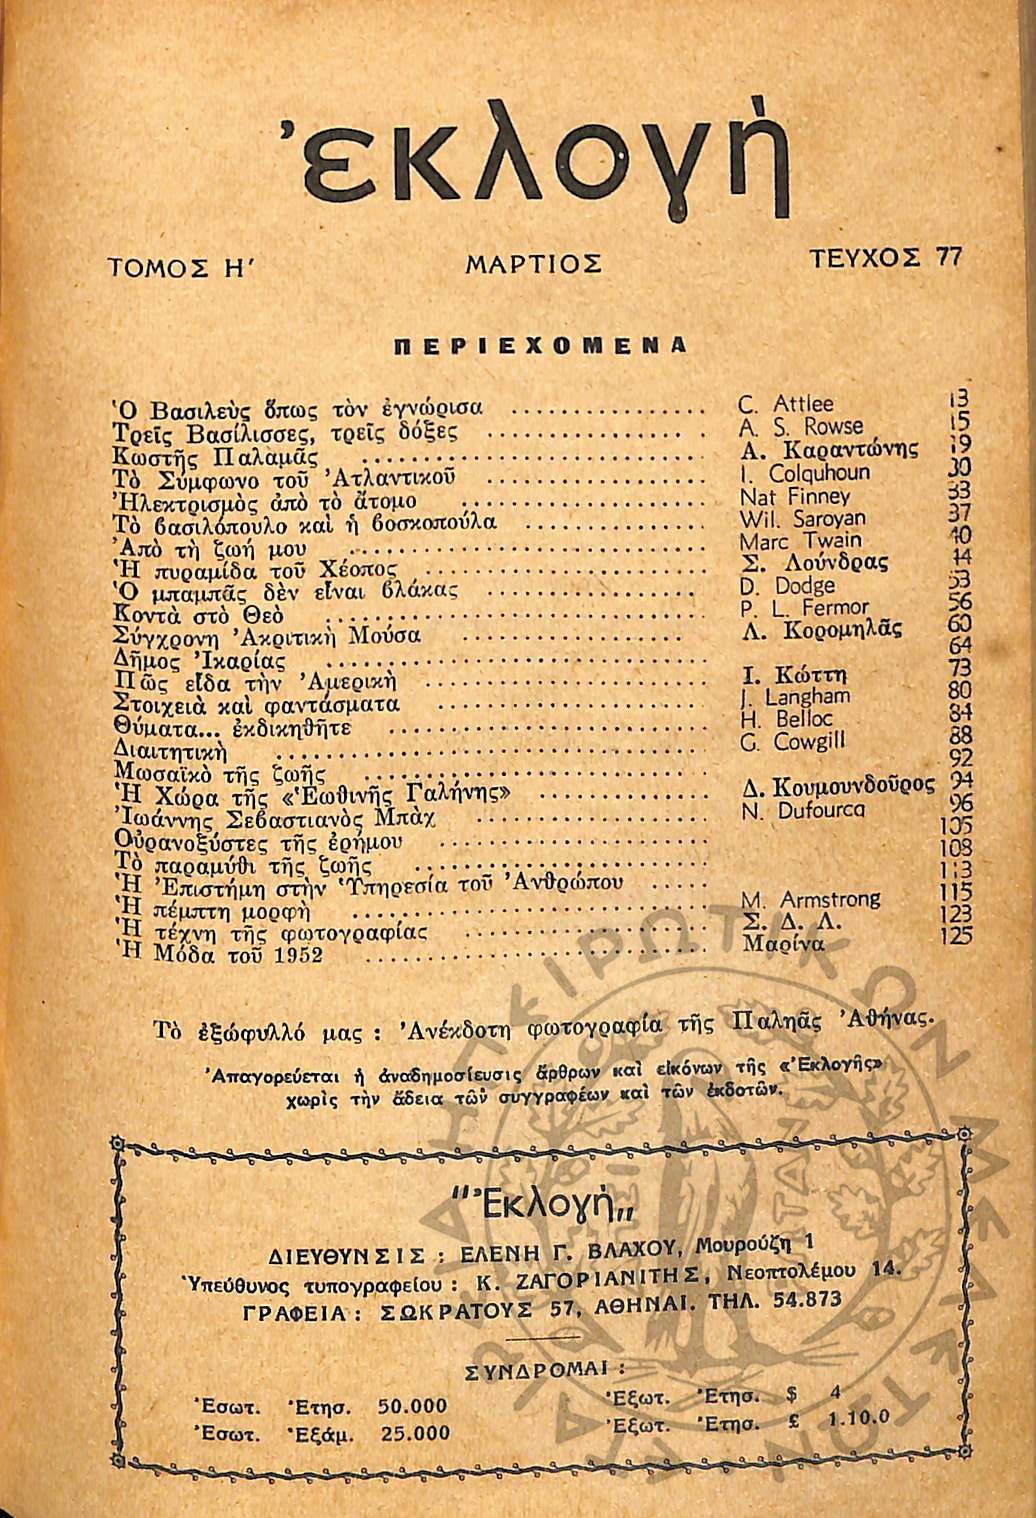 ἐκλογή
ΤΟΜΟΣ Η′ ΜΑΡΤΙΟΣ ΤΕΥΧΟΣ 77
ΠΕΡΙΕΧΟΜΕΝΑ
Ὁ Βασιλεὺς ὅπως τὸν ἐγνώρισα ................ C. Attlee 13
Τρεῖς Βασίλισσες, τρεῖς δόξες ................ A. S. Rowse 15
Κωστῆς Παλαμᾶς ................ Α. Καραντώνης 19
Τὸ Σύμφωνο τοῦ Ἀτλαντικοῦ ................ I. Colquhoun 30
Ἠλεκτρισμὸς ἀπὸ τὸ ἄτομο ................ Nat Finney 33
Τὸ βασιλόπουλο καὶ ἡ βοσκοπούλα ................ Wil. Saroyan 37
Ἀπὸ τὴ ζωή μου ................ Marc Twain 40
Ἡ πυραμίδα τοῦ Χέοπος ................ Σ. Λούνδρας 44
Ὁ μπαμπᾶς δὲν εἶναι βλάκας ................ D. Dodge 53
Κοντὰ στὸ Θεὸ ................ P. L. Fermor 56
Σύγχρονη Ἀκριτικὴ Μούσα ................ Λ. Κορομηλᾶς 60
Δῆμος Ἰκαρίας ................ 64
Πῶς εἶδα τὴν Ἀμερικὴ ................ Ι. Κώττη 73
Στοιχειὰ καὶ φαντάσματα ................ J. Langham 80
Θύματα... ἐκδικηθῆτε ................ H. Belloc 84
Διαιτητικὴ ................ G. Cowgill 88
Μωσαϊκὸ τῆς ζωῆς ................ 92
Ἡ Χώρα τῆς «Ἑωθινῆς Γαλήνης» ................ Δ. Κουμουνδοῦρος 94
Ἰωάννης Σεβαστιανὸς Μπὰχ ................ N. Dufourcq 96
Οὐρανοξύστες τῆς ἐρήμου ................ 105
Τὸ παραμύθι τῆς ζωῆς ................ 108
Ἡ Ἐπιστήμη στὴν Ὑπηρεσία τοῦ Ἀνθρώπου ..... 113
Ἡ πέμπτη μορφὴ ................ M. Armstrong 115
Ἡ τέχνη τῆς φωτογραφίας ................ Σ. Δ. Λ. 123
Ἡ Μόδα τοῦ 1952 ................ Μαρίνα 125
Τὸ ἐξώφυλλό μας : Ἀνέκδοτη φωτογραφία τῆς Παληᾶς Ἀθήνας.
Ἀπαγορεύεται ἡ ἀναδημοσίευσις ἄρθρων καὶ εἰκόνων τῆς «Ἐκλογῆς»
χωρὶς τὴν ἄδεια τῶν συγγραφέων καὶ τῶν ἐκδοτῶν.
"Ἐκλογή„
ΔΙΕΥΘΥΝΣΙΣ : ΕΛΕΝΗ Γ. ΒΛΑΧΟΥ, Μουρούζη 1
Ὑπεύθυνος τυπογραφείου : Κ. ΖΑΓΟΡΙΑΝΙΤΗΣ, Νεοπτολέμου 14.
ΓΡΑΦΕΙΑ : ΣΩΚΡΑΤΟΥΣ 57, ΑΘΗΝΑΙ. ΤΗΛ. 54.873
ΣΥΝΔΡΟΜΑΙ :
Ἐσωτ. Ἐτησ. 50.000 Ἐξωτ. Ἐτησ. $ 4
Ἐσωτ. Ἑξάμ. 25.000 Ἐξωτ. Ἐτησ. £ 1.10.0